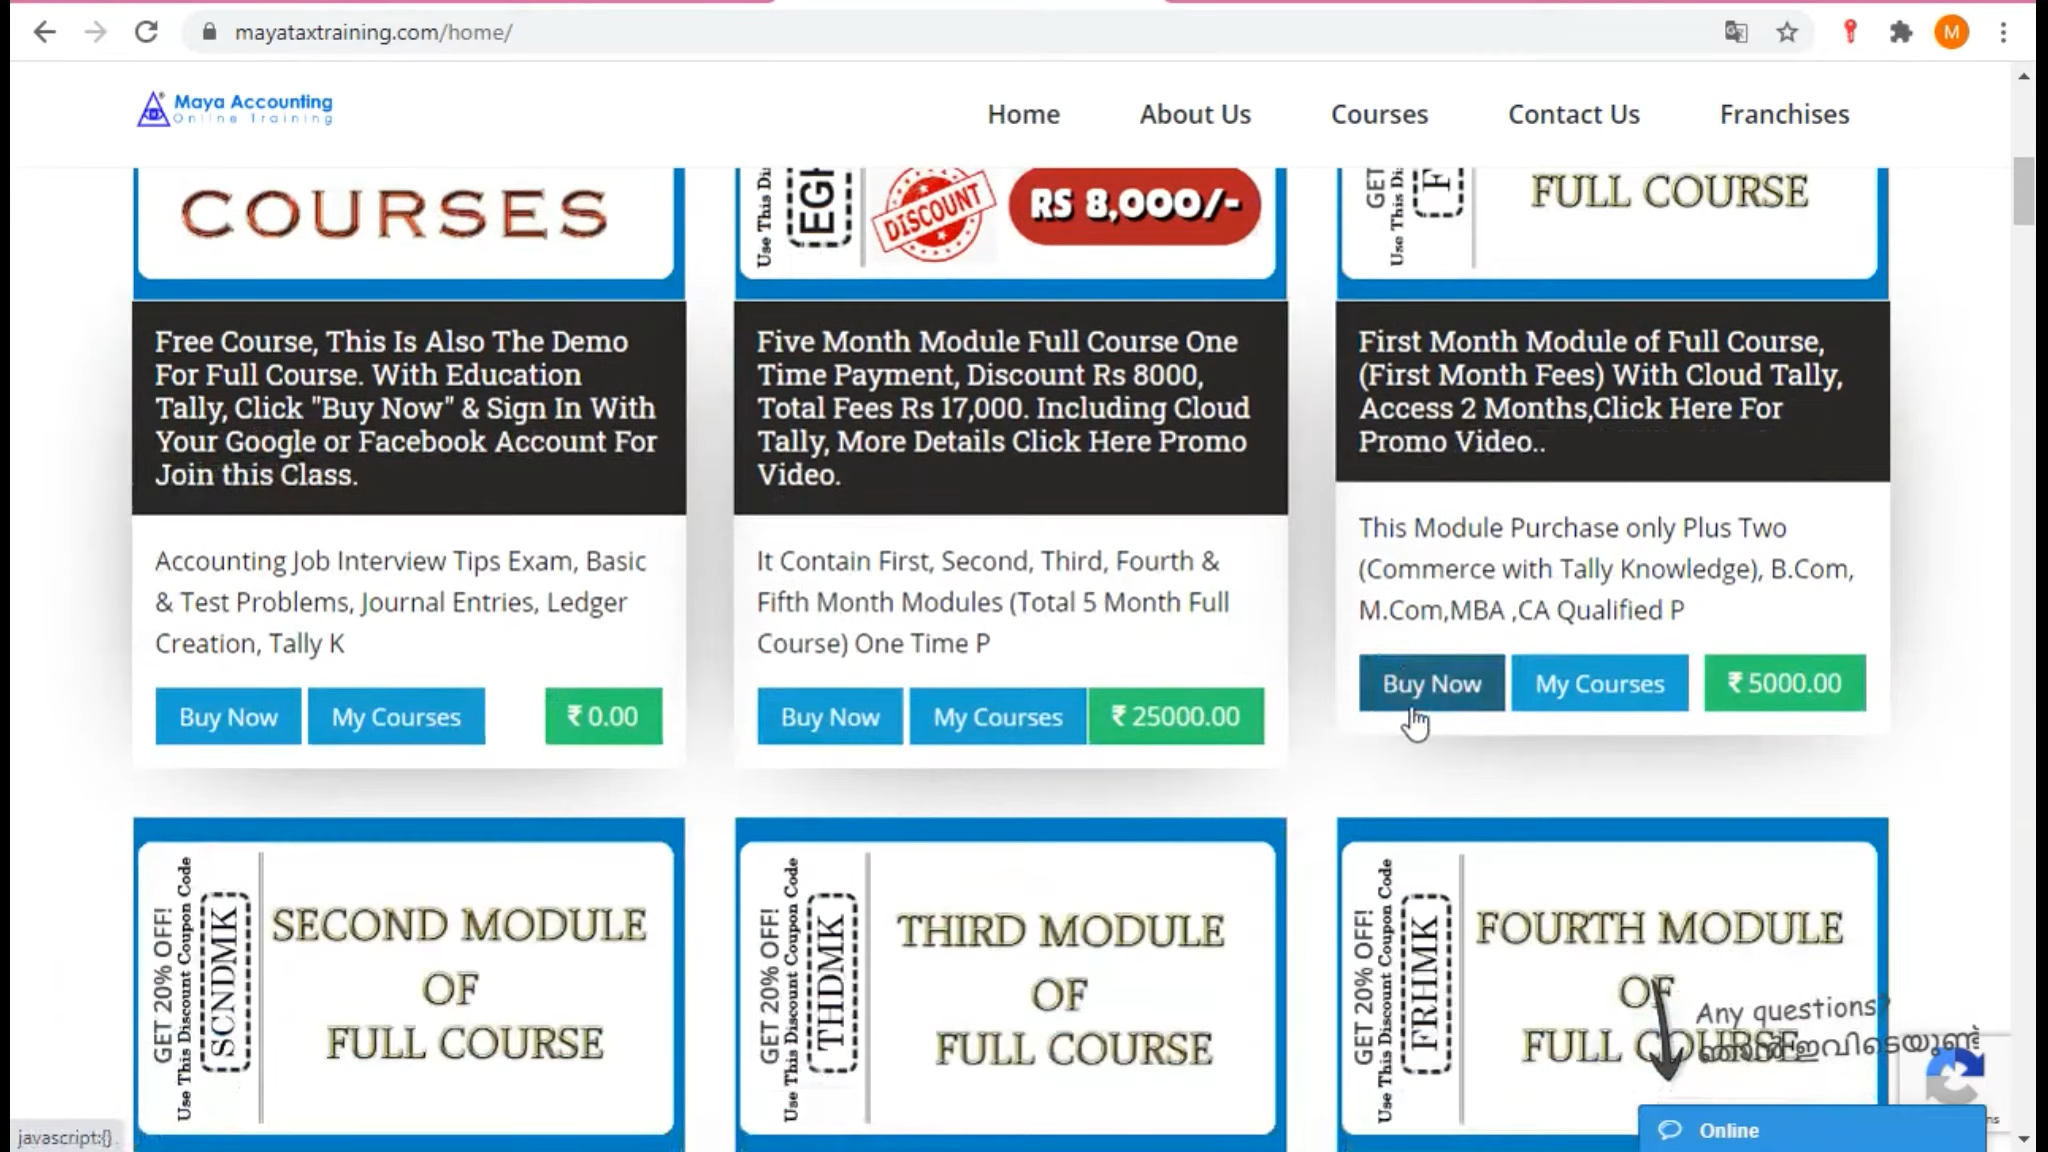 mayataxtraining.com/home/
M
Maya Accounting
Online Training
Home
About Us
Courses
Contact Us
Franchises
COURSES
Use This Di
EGF
DISCOUNT
RS 8,000/-
GET
Use This Dis
F
FULL COURSE
Free Course, This Is Also The Demo
For Full Course. With Education
Tally, Click "Buy Now" & Sign In With
Your Google or Facebook Account For
Join this Class.
Accounting Job Interview Tips Exam, Basic
& Test Problems, Journal Entries, Ledger
Creation, Tally K
Buy Now
My Courses
₹ 0.00
Five Month Module Full Course One
Time Payment, Discount Rs 8000,
Total Fees Rs 17,000. Including Cloud
Tally, More Details Click Here Promo
Video.
It Contain First, Second, Third, Fourth &
Fifth Month Modules (Total 5 Month Full
Course) One Time P
Buy Now
My Courses
₹ 25000.00
First Month Module of Full Course,
(First Month Fees) With Cloud Tally,
Access 2 Months,Click Here For
Promo Video..
This Module Purchase only Plus Two
(Commerce with Tally Knowledge), B.Com,
M.Com,MBA ,CA Qualified P
Buy Now
My Courses
₹ 5000.00
GET 20% OFF!
Use This Discount Coupon Code
SCNDMK
SECOND MODULE
OF
FULL COURSE
GET 20% OFF!
Use This Discount Coupon Code
THDMK
THIRD MODULE
OF
FULL COURSE
GET 20% OFF!
Use This Discount Coupon Code
FRHMK
FOURTH MODULE
OF
FULL COURSE
Any questions?
ഞാൻ ഇവിടെയുണ്ട്
Online
ns
javascript:{}